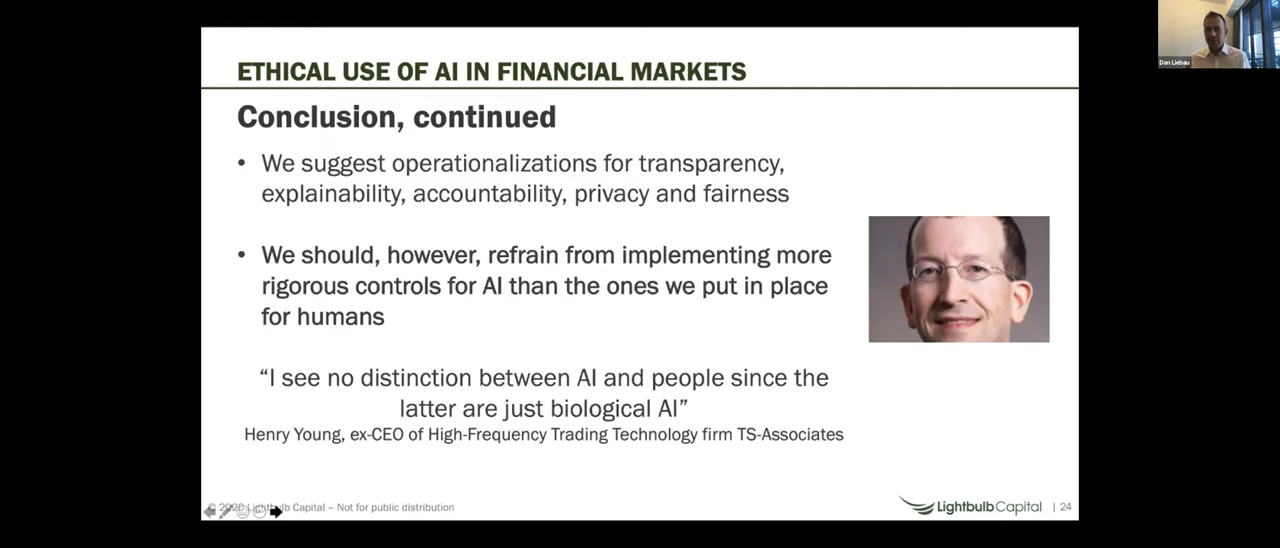 ETHICAL USE OF AI IN FINANCIAL MARKETS
Conclusion, continued
• We suggest operationalizations for transparency,
explainability, accountability, privacy and fairness
• We should, however, refrain from implementing more
rigorous controls for AI than the ones we put in place
for humans
“I see no distinction between AI and people since the
latter are just biological AI”
Henry Young, ex-CEO of High-Frequency Trading Technology firm TS-Associates
© 2020 Lightbulb Capital – Not for public distribution
LightbulbCapital | 24
Dan Liebau